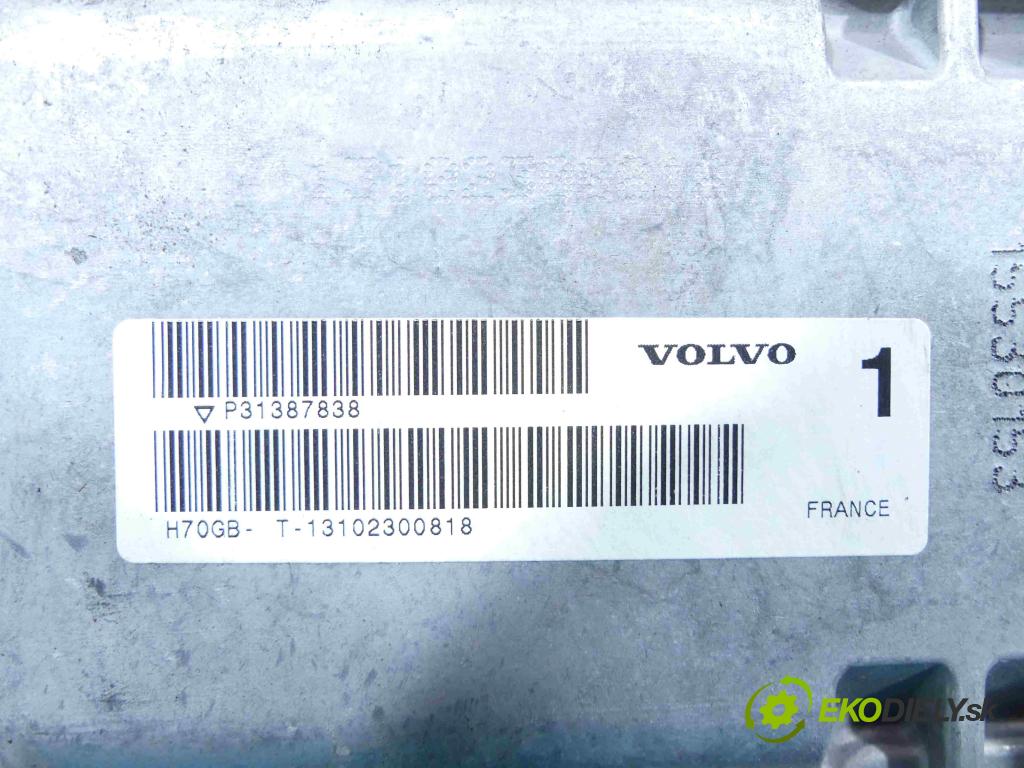 VOLVO
1
▽ P31387838
H70GB- T-13102300818
FRANCE
EKODIELY.sk